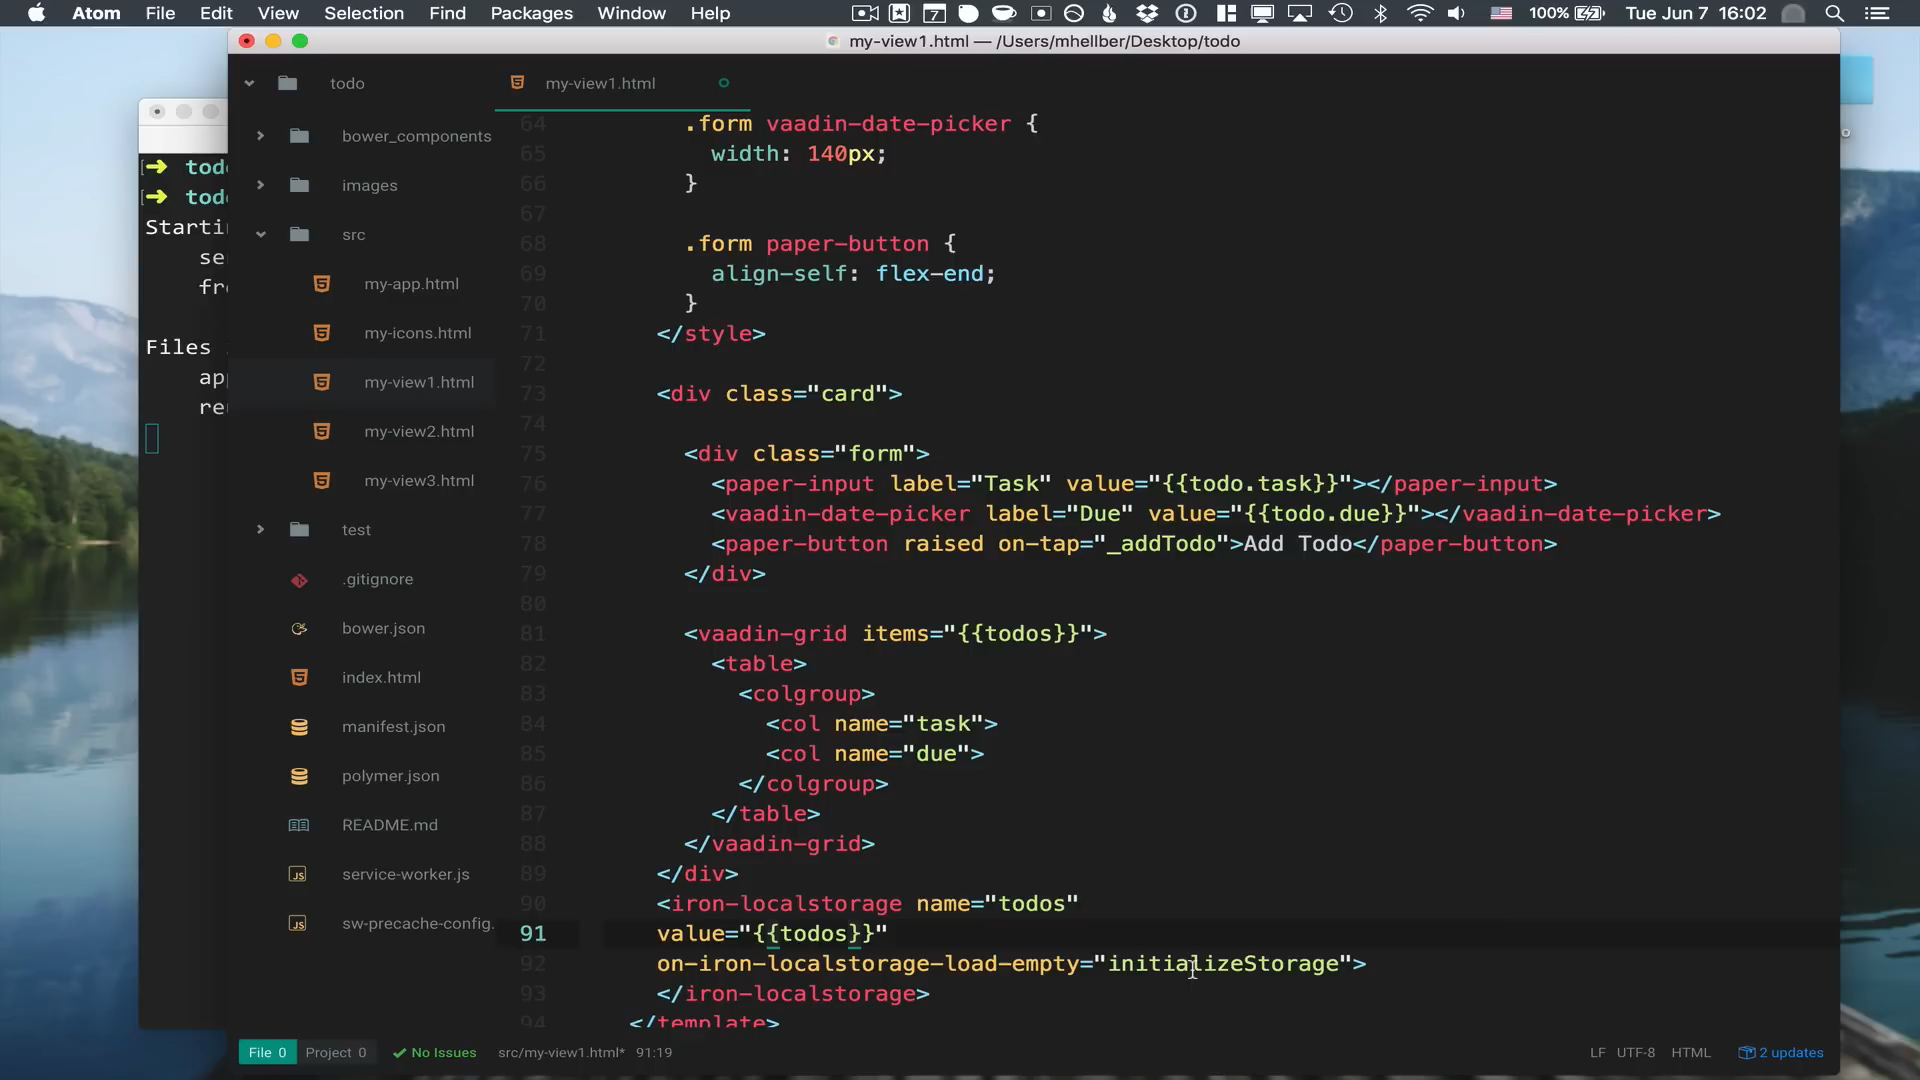 Atom File Edit View Selection Find Packages Window Help 7 100% Tue Jun 7 16:02
my-view1.html — /Users/mhellber/Desktop/todo
todo
bower_components
images
src
my-app.html
my-icons.html
my-view1.html
my-view2.html
my-view3.html
test
.gitignore
bower.json
index.html
manifest.json
polymer.json
README.md
service-worker.js
sw-precache-config.
my-view1.html
64 .form vaadin-date-picker {
65 width: 140px;
66 }
67
68 .form paper-button {
69 align-self: flex-end;
70 }
71 </style>
72
73 <div class="card">
74
75 <div class="form">
76 <paper-input label="Task" value="{{todo.task}}"></paper-input>
77 <vaadin-date-picker label="Due" value="{{todo.due}}"></vaadin-date-picker>
78 <paper-button raised on-tap="_addTodo">Add Todo</paper-button>
79 </div>
80
81 <vaadin-grid items="{{todos}}">
82 <table>
83 <colgroup>
84 <col name="task">
85 <col name="due">
86 </colgroup>
87 </table>
88 </vaadin-grid>
89 </div>
90 <iron-localstorage name="todos"
91 value="{{todos}}"
92 on-iron-localstorage-load-empty="initializeStorage">
93 </iron-localstorage>
94 </template>
File 0 Project 0 No Issues src/my-view1.html* 91:19 LF UTF-8 HTML 2 updates
Files